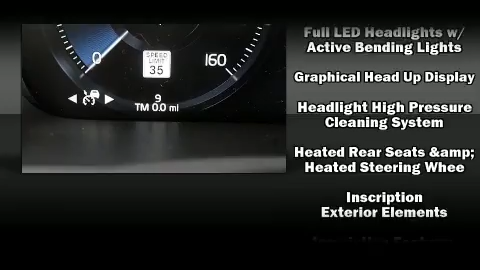 Full LED Headlights w/
Active Bending Lights
Graphical Head Up Display
Headlight High Pressure
Cleaning System
Heated Rear Seats &amp;
Heated Steering Whee
Inscription
Exterior Elements
SPEED
LIMIT
35
0
160
9
TM 0.0 mi